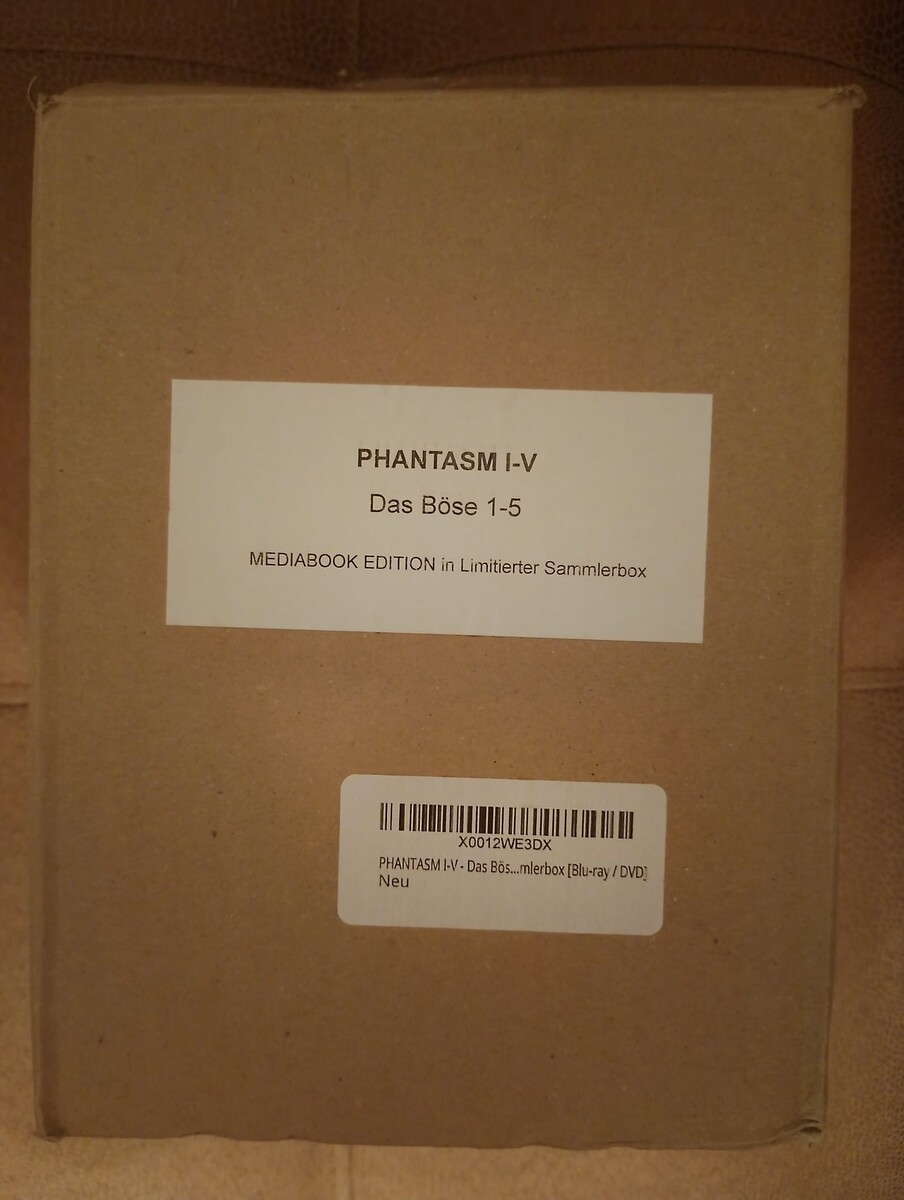 PHANTASM I-V
Das Böse 1-5
MEDIABOOK EDITION in Limitierter Sammlerbox
X0012WE3DX
PHANTASM I-V - Das Bös...mlerbox [Blu-ray / DVD]
Neu